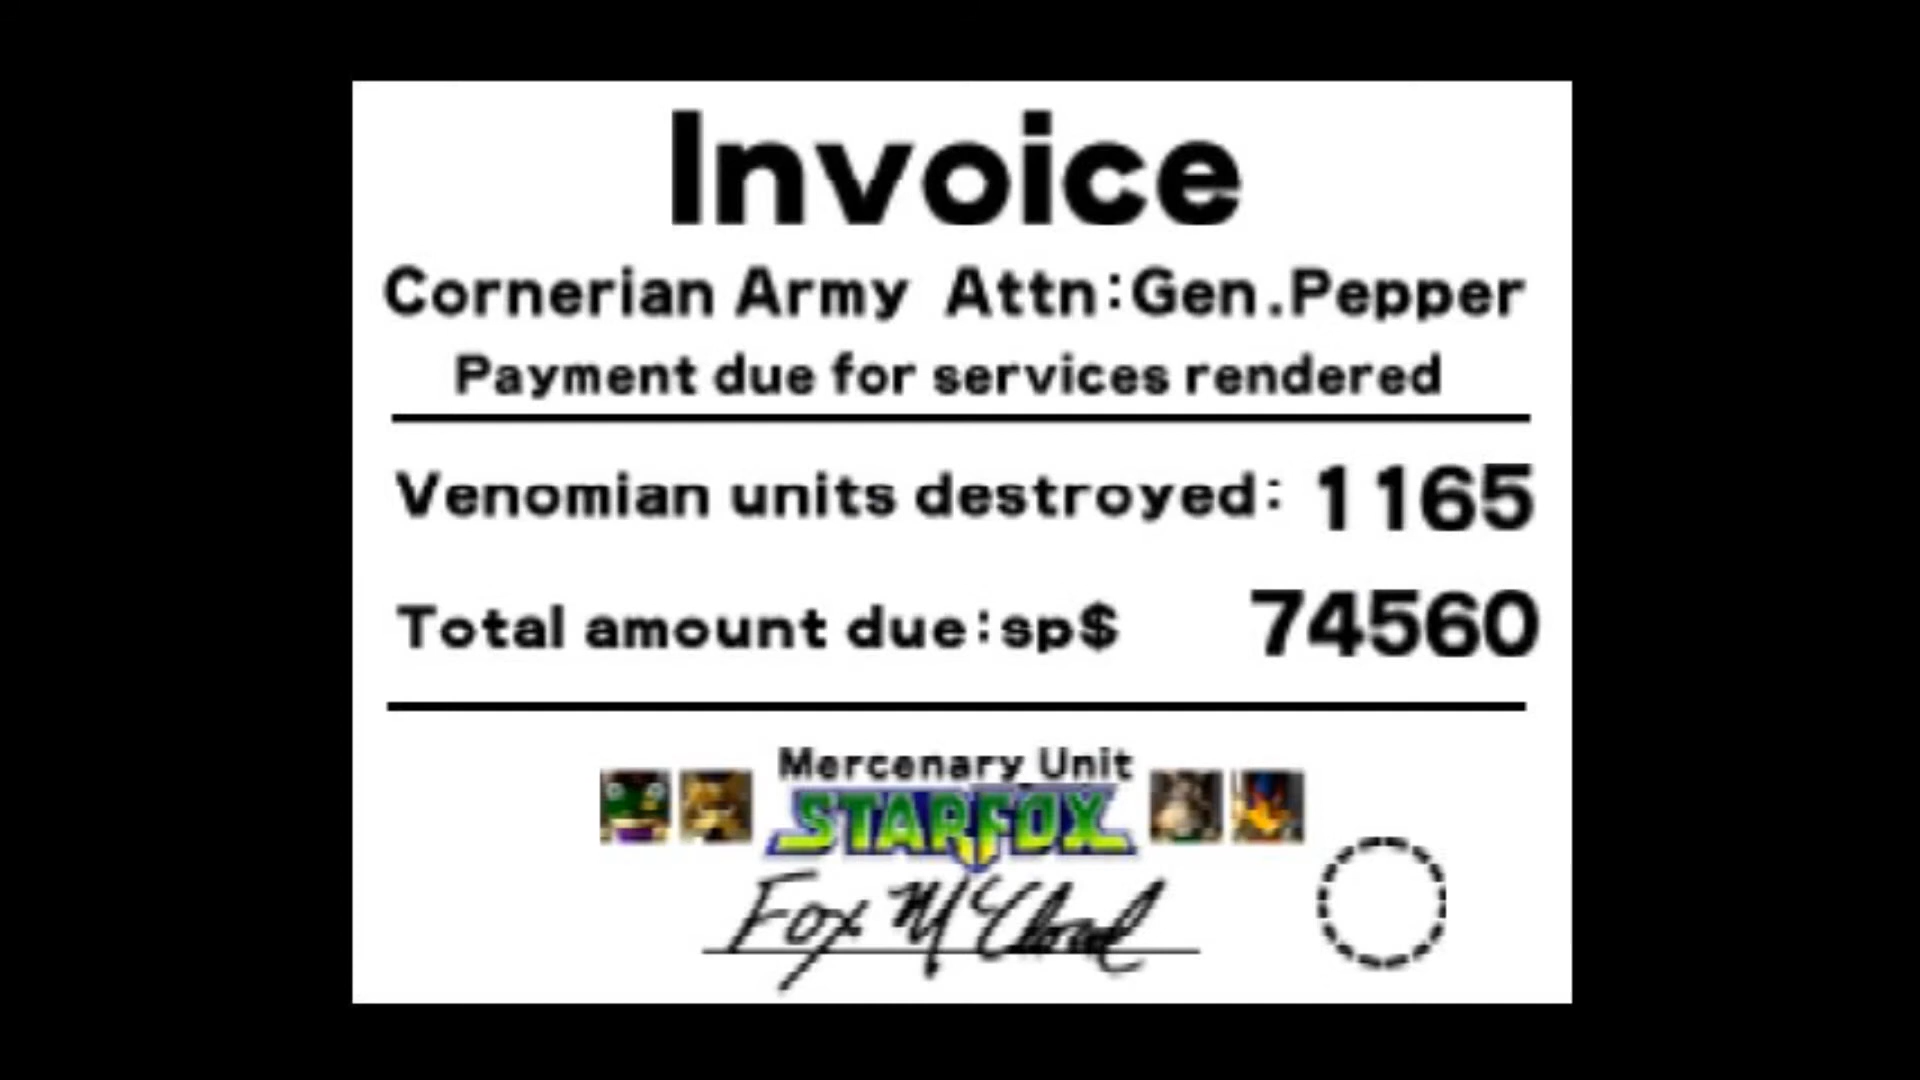 Invoice
Cornerian Army Attn:Gen.Pepper
Payment due for services rendered
Venomian units destroyed: 1165
Total amount due:sp$ 74560
Mercenary Unit
STARFOX
Fox McCloud